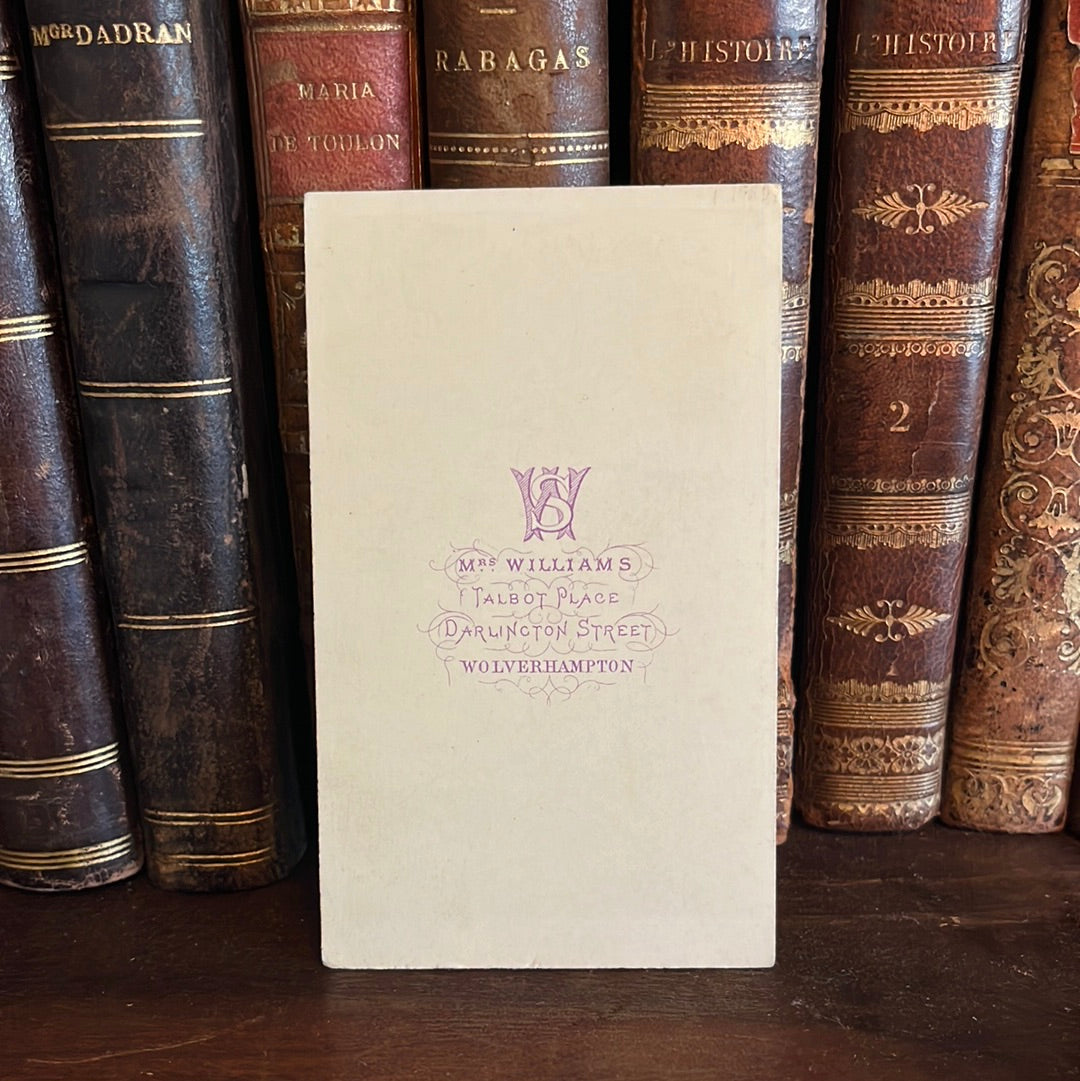 MGR DADRAN
MARIA
DE TOULON
RABAGAS
L'HISTOIRE
L'HISTOIRE
2
WS
MRS. WILLIAMS
TALBOT PLACE
DARLINGTON STREET
WOLVERHAMPTON